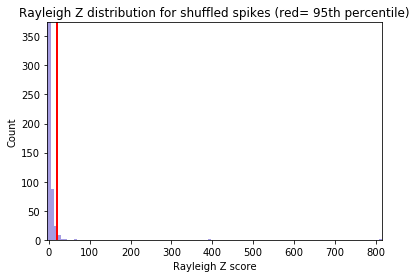 Rayleigh Z distribution for shuffled spikes (red= 95th percentile)
350
300
250
200
150
100
50
0
Count
0 100 200 300 400 500 600 700 800
Rayleigh Z score